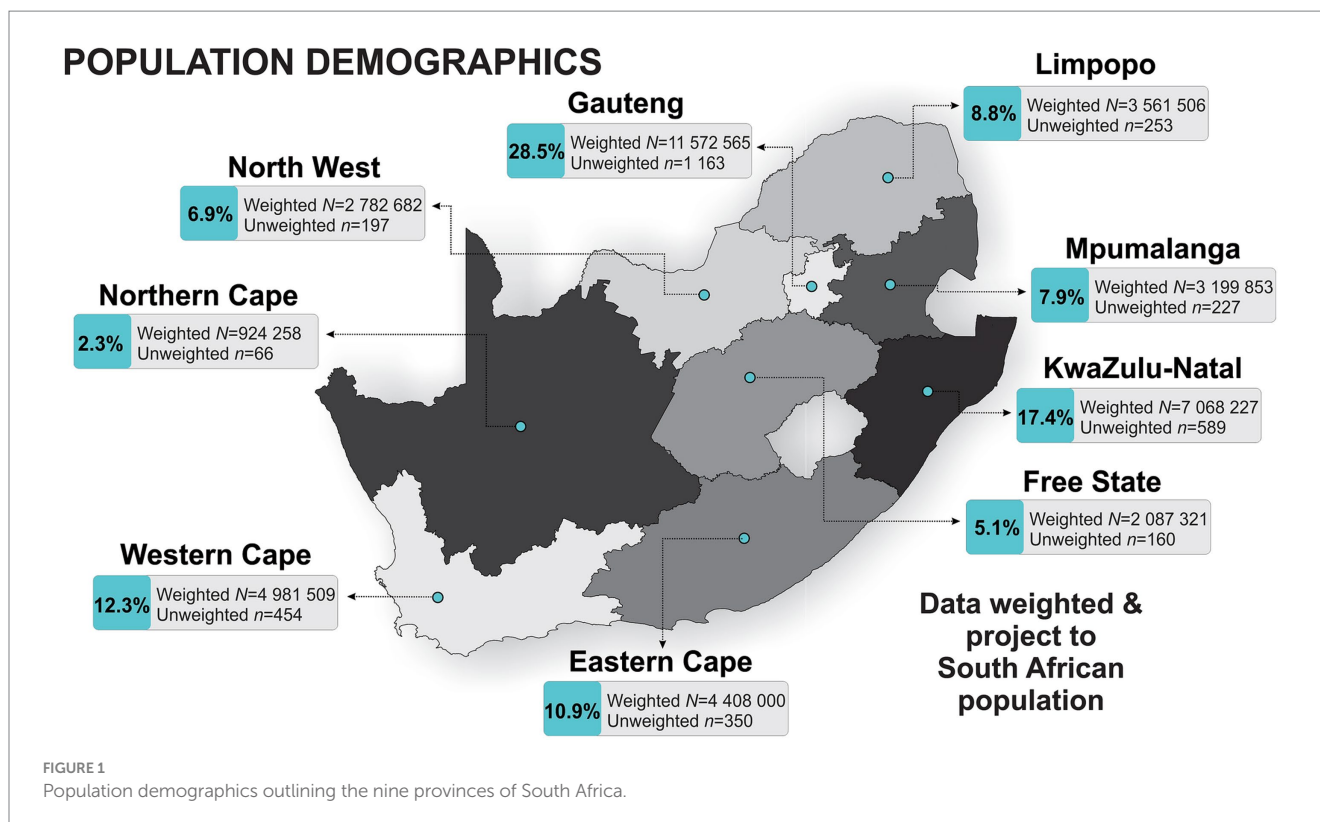 POPULATION DEMOGRAPHICS
Limpopo
8.8%
Weighted N=3 561 506
Unweighted n=253
Gauteng
28.5%
Weighted N=11 572 565
Unweighted n=1 163
North West
6.9%
Weighted N=2 782 682
Unweighted n=197
Mpumalanga
7.9%
Weighted N=3 199 853
Unweighted n=227
Northern Cape
2.3%
Weighted N=924 258
Unweighted n=66
KwaZulu-Natal
17.4%
Weighted N=7 068 227
Unweighted n=589
Free State
5.1%
Weighted N=2 087 321
Unweighted n=160
Western Cape
12.3%
Weighted N=4 981 509
Unweighted n=454
Eastern Cape
10.9%
Weighted N=4 408 000
Unweighted n=350
Data weighted &
project to
South African
population
FIGURE 1
Population demographics outlining the nine provinces of South Africa.